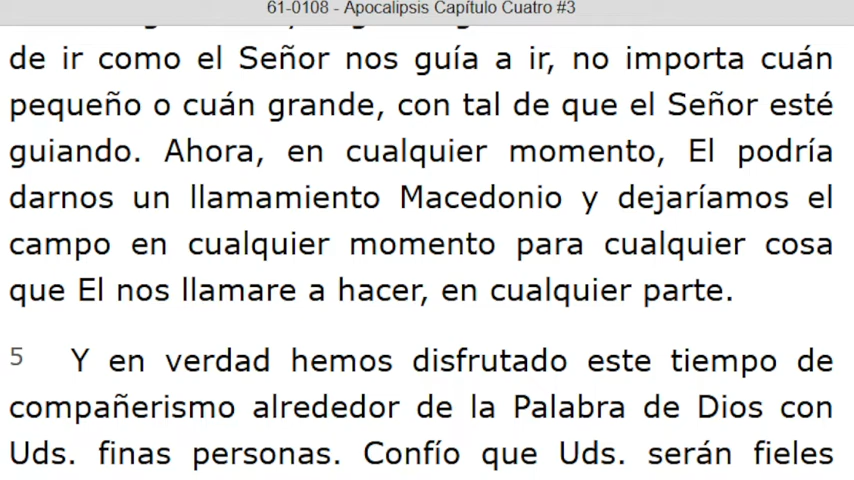 61-0108 - Apocalipsis Capítulo Cuatro #3
de ir como el Señor nos guía a ir, no importa cuán
pequeño o cuán grande, con tal de que el Señor esté
guiando. Ahora, en cualquier momento, El podría
darnos un llamamiento Macedonio y dejaríamos el
campo en cualquier momento para cualquier cosa
que El nos llamare a hacer, en cualquier parte.
5 Y en verdad hemos disfrutado este tiempo de
compañerismo alrededor de la Palabra de Dios con
Uds. finas personas. Confío que Uds. serán fieles